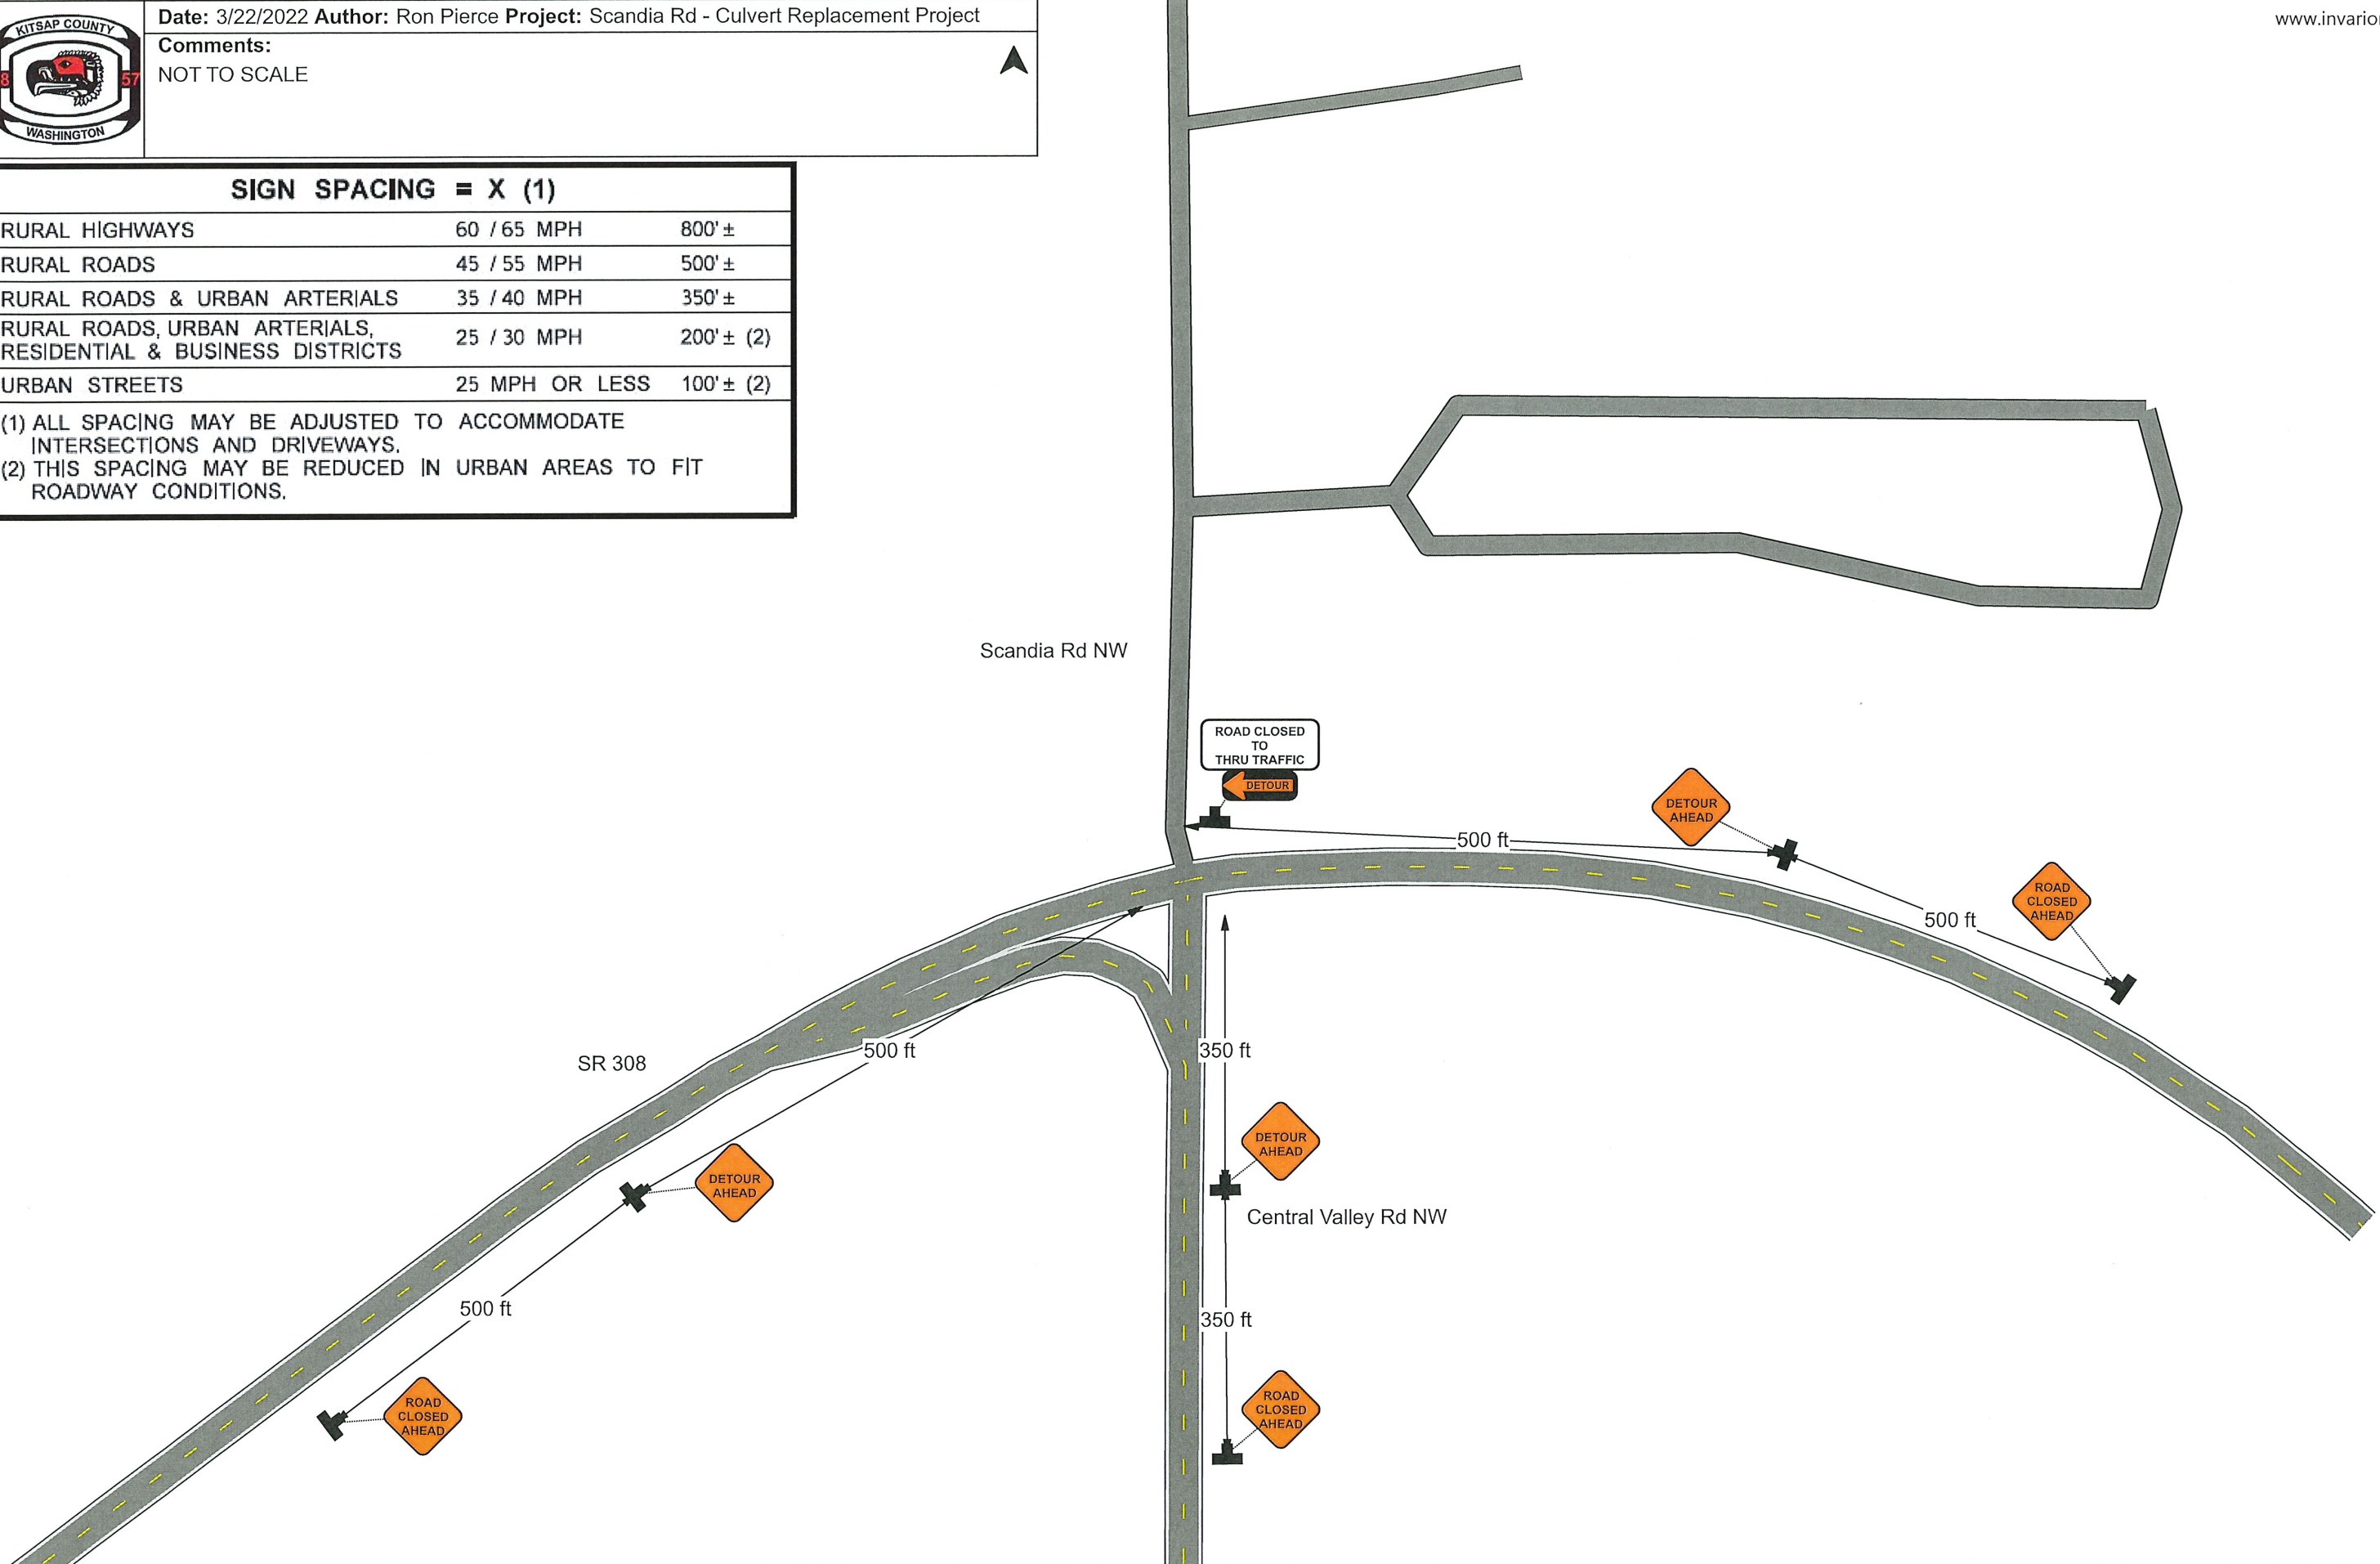 Date: 3/22/2022 Author: Ron Pierce Project: Scandia Rd - Culvert Replacement Project
www.invario
KITSAP COUNTY
8 57
WASHINGTON
Comments:
NOT TO SCALE
SIGN SPACING = X (1)
RURAL HIGHWAYS 60 / 65 MPH 800' ±
RURAL ROADS 45 / 55 MPH 500' ±
RURAL ROADS & URBAN ARTERIALS 35 / 40 MPH 350' ±
RURAL ROADS, URBAN ARTERIALS,
RESIDENTIAL & BUSINESS DISTRICTS 25 / 30 MPH 200' ± (2)
URBAN STREETS 25 MPH OR LESS 100' ± (2)
(1) ALL SPACING MAY BE ADJUSTED TO ACCOMMODATE
INTERSECTIONS AND DRIVEWAYS.
(2) THIS SPACING MAY BE REDUCED IN URBAN AREAS TO FIT
ROADWAY CONDITIONS.
Scandia Rd NW
ROAD CLOSED
TO
THRU TRAFFIC
DETOUR
DETOUR
AHEAD
500 ft
ROAD
CLOSED
AHEAD
500 ft
500 ft
350 ft
SR 308
DETOUR
AHEAD
DETOUR
AHEAD
Central Valley Rd NW
500 ft
350 ft
ROAD
CLOSED
AHEAD
ROAD
CLOSED
AHEAD